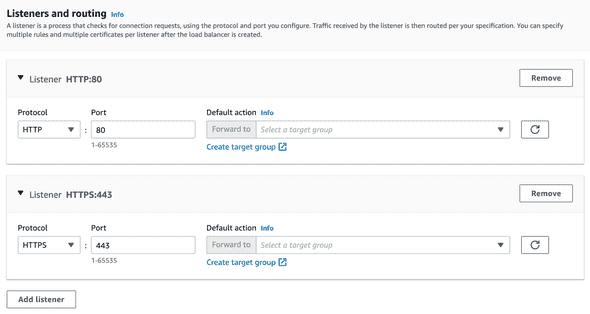 Listeners and routing Info
A listener is a process that checks for connection requests, using the protocol and port you configure. Traffic received by the listener is then routed per your specification. You can specify
multiple rules and multiple certificates per listener after the load balancer is created.
Listener HTTP:80
Remove
Protocol Port Default action Info
HTTP : 80 Forward to Select a target group
1-65535 Create target group
Listener HTTPS:443
Remove
Protocol Port Default action Info
HTTPS : 443 Forward to Select a target group
1-65535 Create target group
Add listener